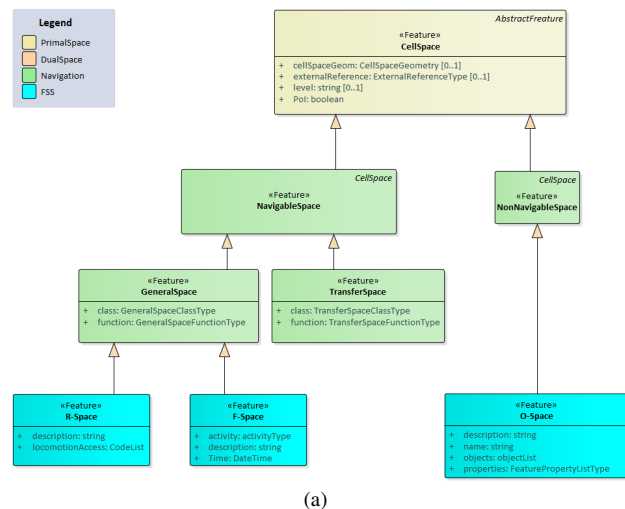 Legend
PrimalSpace
DualSpace
Navigation
FSS
AbstractFreature
«Feature»
CellSpace
+ cellSpaceGeom: CellSpaceGeometry [0..1]
+ externalReference: ExternalReferenceType [0..1]
+ level: string [0..1]
+ PoI: boolean
CellSpace
«Feature»
NavigableSpace
CellSpace
«Feature»
NonNavigableSpace
«Feature»
GeneralSpace
+ class: GeneralSpaceClassType
+ function: GeneralSpaceFunctionType
«Feature»
TransferSpace
+ class: TransferSpaceClassType
+ function: TransferSpaceFunctionType
«Feature»
R-Space
+ description: string
+ locomotionAccess: CodeList
«Feature»
F-Space
+ activity: activityType
+ description: string
+ Time: DateTime
«Feature»
O-Space
+ description: string
+ name: string
+ objects: objectList
+ properties: FeaturePropertyListType
(a)